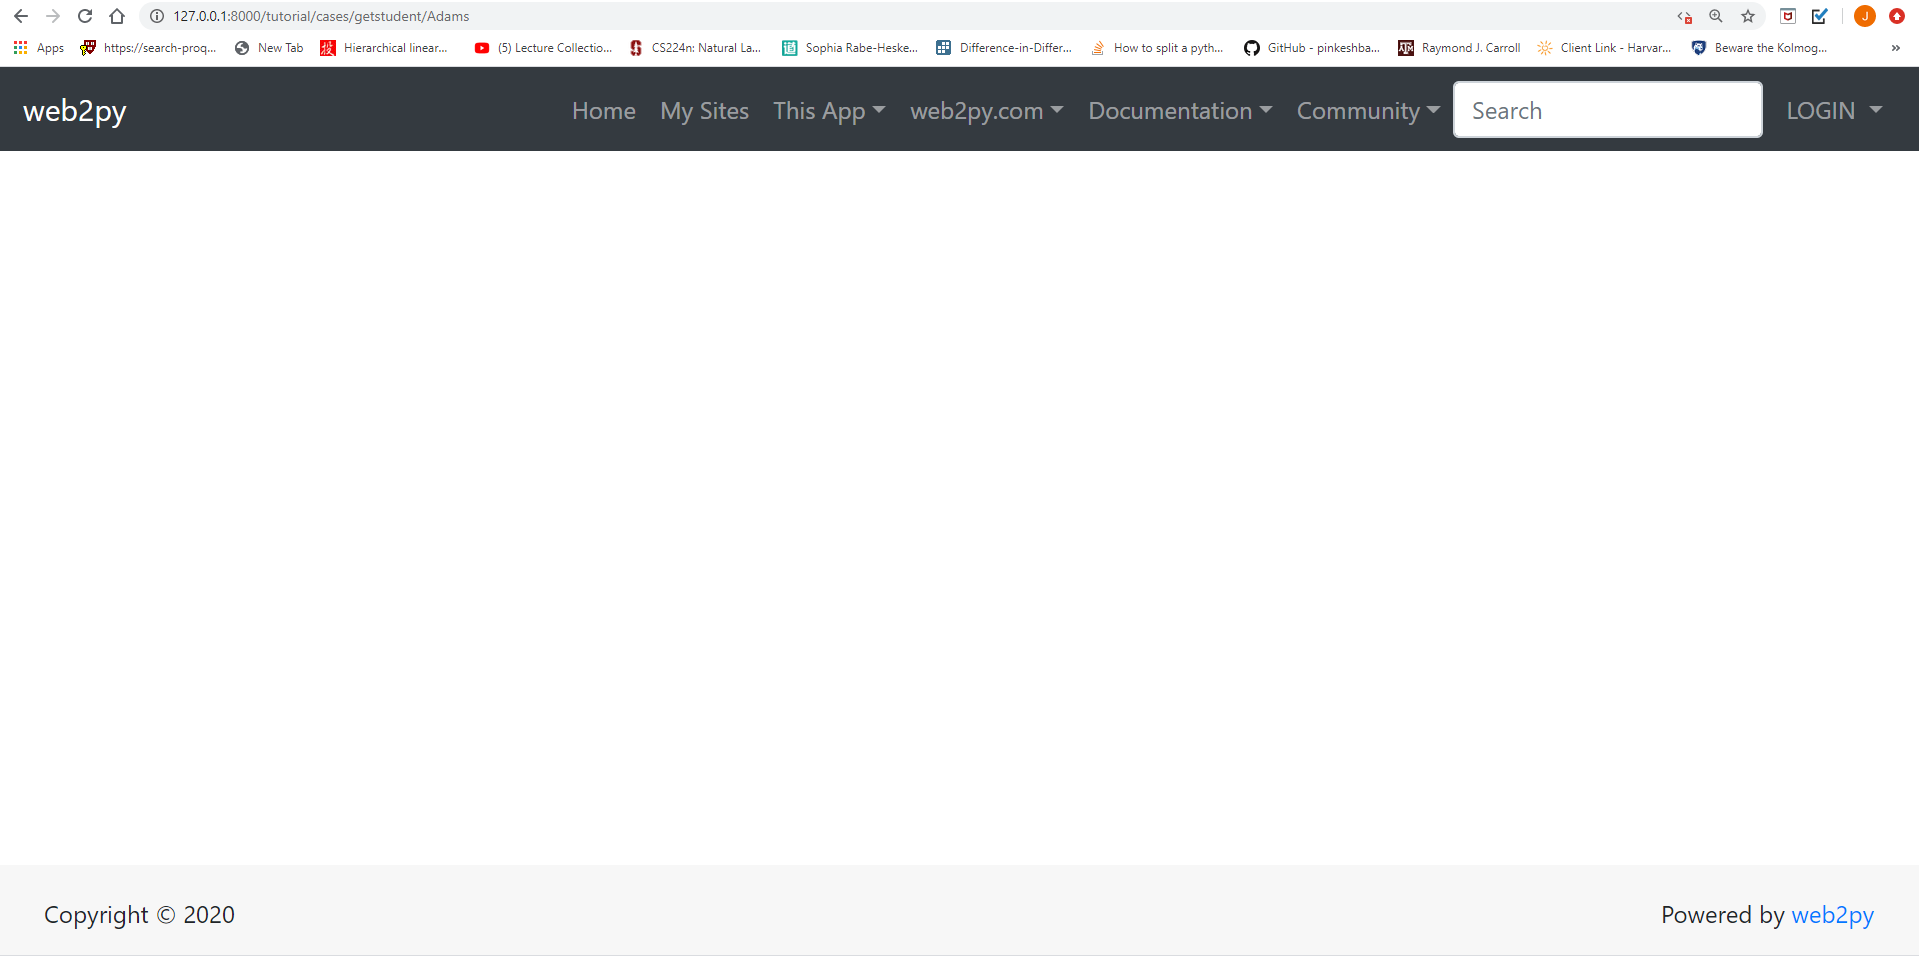 127.0.0.1:8000/tutorial/cases/getstudent/Adams J
Apps https://search-proq... New Tab 投 Hierarchical linear... (5) Lecture Collectio... S CS224n: Natural La... 道 Sophia Rabe-Heske... Difference-in-Differ... How to split a pyth... GitHub - pinkeshba... ATM Raymond J. Carroll Client Link - Harvar... Beware the Kolmog... »
web2py Home My Sites This App web2py.com Documentation Community Search LOGIN
Copyright © 2020 Powered by web2py